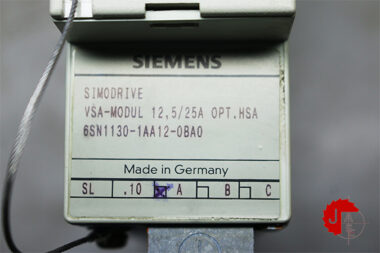 SIEMENS
SIMODRIVE
VSA-MODUL 12,5/25A OPT.HSA
6SN1130-1AA12-0BA0
Made in Germany
SL .10 A B C